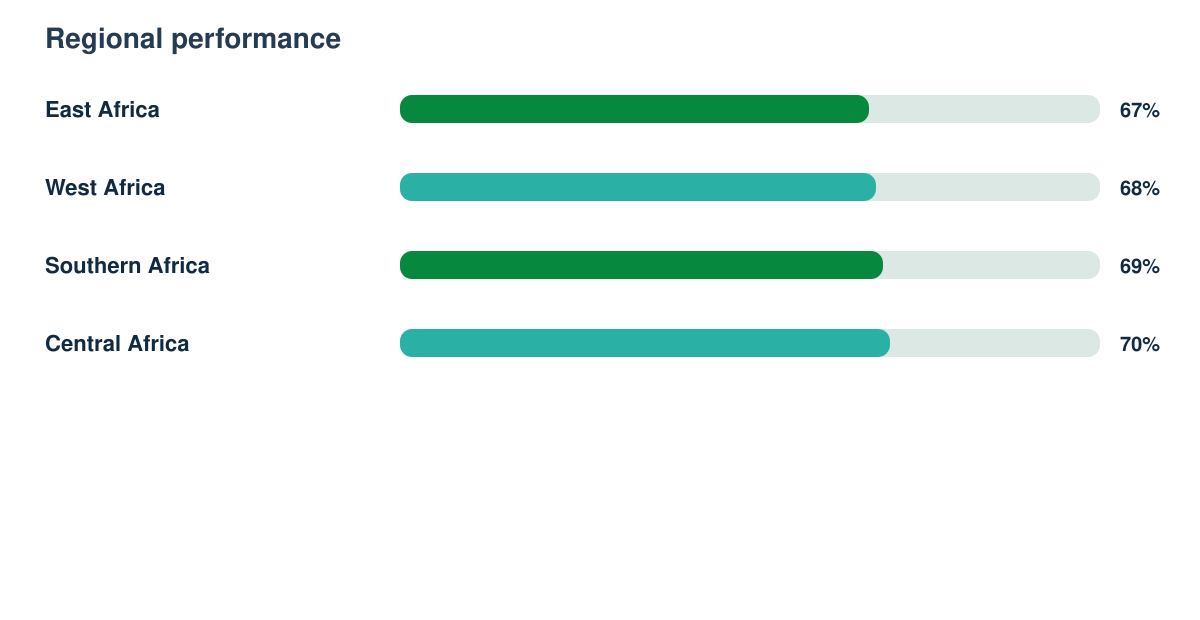 Regional performance
East Africa 67%
West Africa 68%
Southern Africa 69%
Central Africa 70%